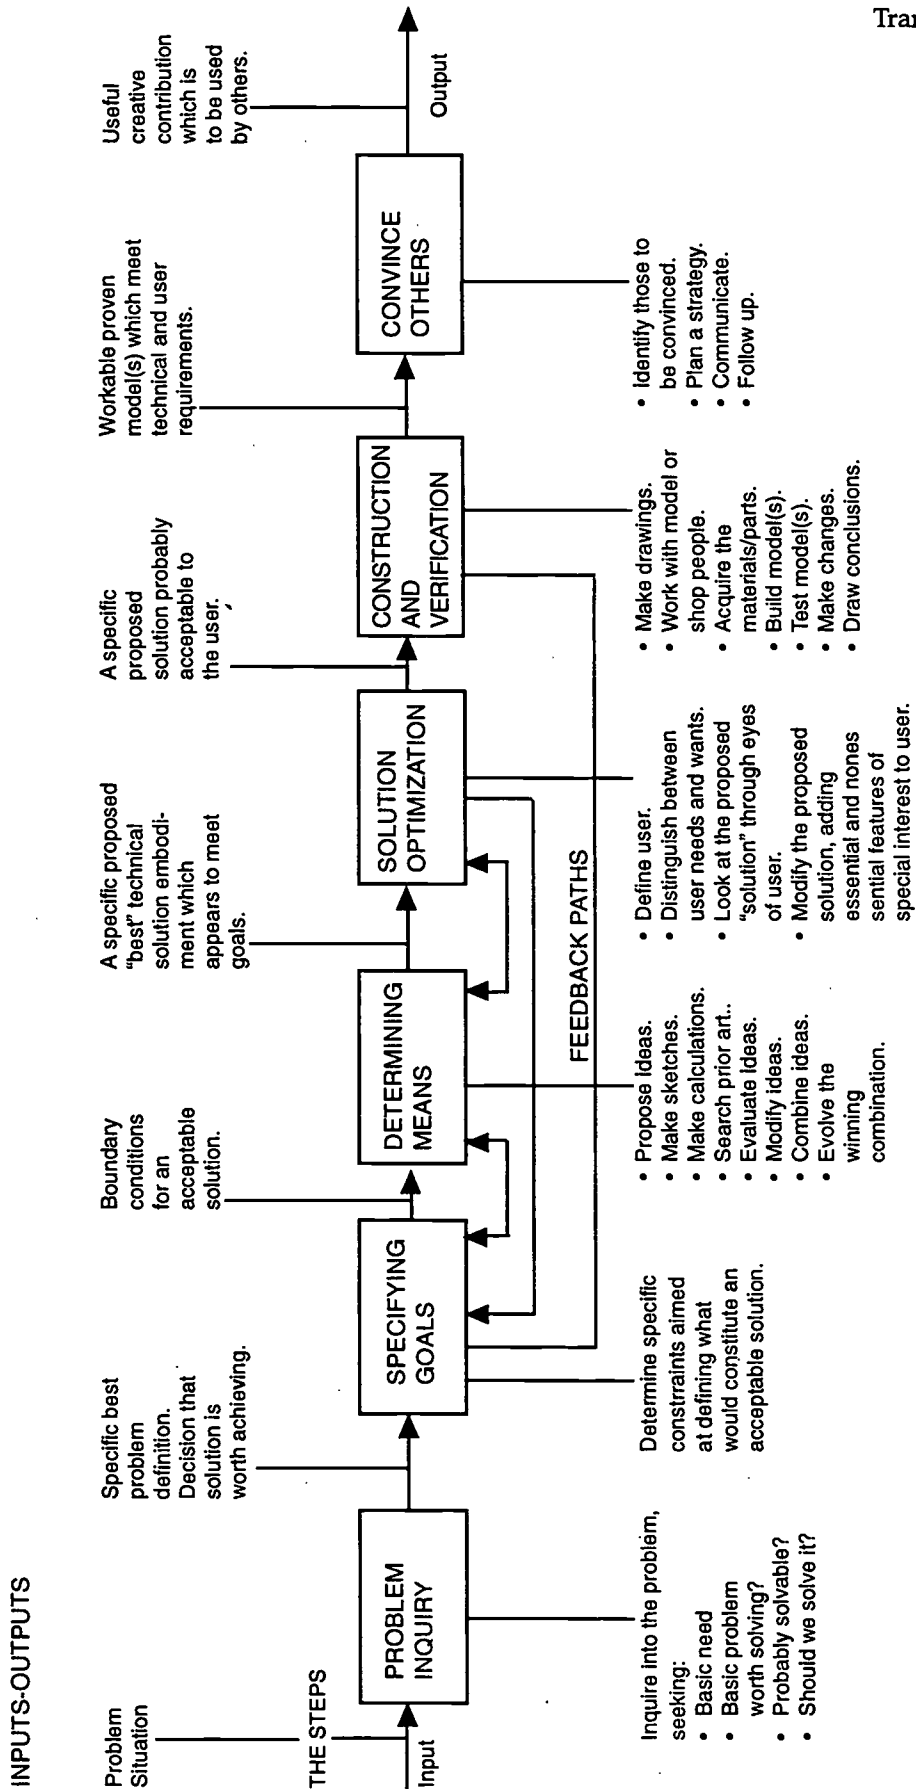 Trar
INPUTS-OUTPUTS
Problem
Situation
Specific best
problem
definition.
Decision that
solution is
worth achieving.
Boundary
conditions
for an
acceptable
solution.
A specific proposed
“best” technical
solution embodi-
ment which
appears to meet
goals.
A specific
proposed
solution probably
acceptable to
the user.
Workable proven
model(s) which meet
technical and user
requirements.
Useful
creative
contribution
which is
to be used
by others.
THE STEPS
Input
PROBLEM
INQUIRY
SPECIFYING
GOALS
DETERMINING
MEANS
SOLUTION
OPTIMIZATION
CONSTRUCTION
AND
VERIFICATION
CONVINCE
OTHERS
Output
FEEDBACK PATHS
Inquire into the problem,
seeking:
• Basic need
• Basic problem
worth solving?
• Probably solvable?
• Should we solve it?
Determine specific
constrraints aimed
at defining what
would constitute an
acceptable solution.
• Propose ideas.
• Make sketches.
• Make calculations.
• Search prior art..
• Evaluate ideas.
• Modify ideas.
• Combine ideas.
• Evolve the
winning
combination.
• Define user.
• Distinguish between
user needs and wants.
• Look at the proposed
“solution” through eyes
of user.
• Modify the proposed
solution, adding
essential and nones
sential features of
special interest to user.
• Make drawings.
• Work with model or
shop people.
• Acquire the
materials/parts.
• Build model(s).
• Test model(s).
• Make changes.
• Draw conclusions.
• Identify those to
be convinced.
• Plan a strategy.
• Communicate.
• Follow up.